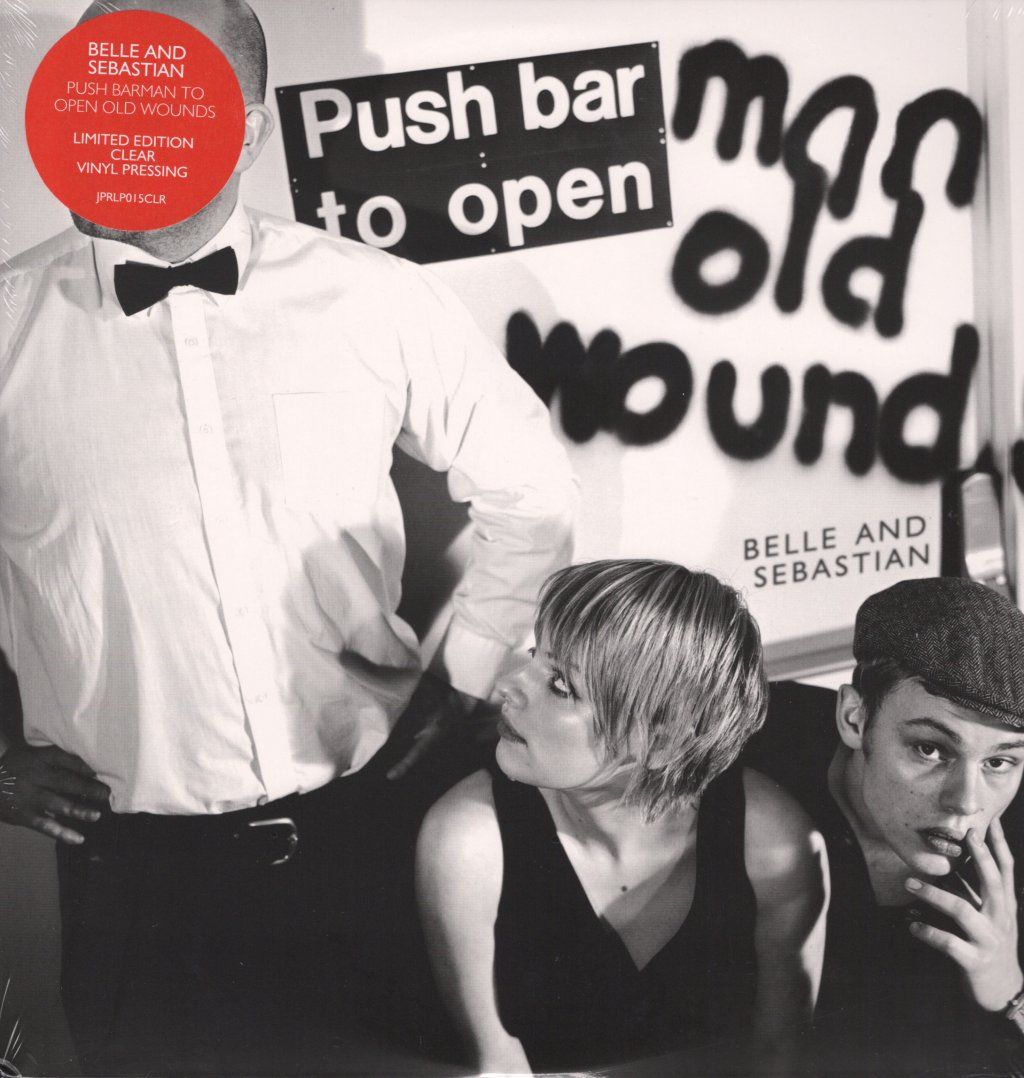 BELLE AND
SEBASTIAN
PUSH BARMAN TO
OPEN OLD WOUNDS
LIMITED EDITION
CLEAR
VINYL PRESSING
JPRLP015CLR
Push bar
to open
man
old
wound
BELLE AND
SEBASTIAN